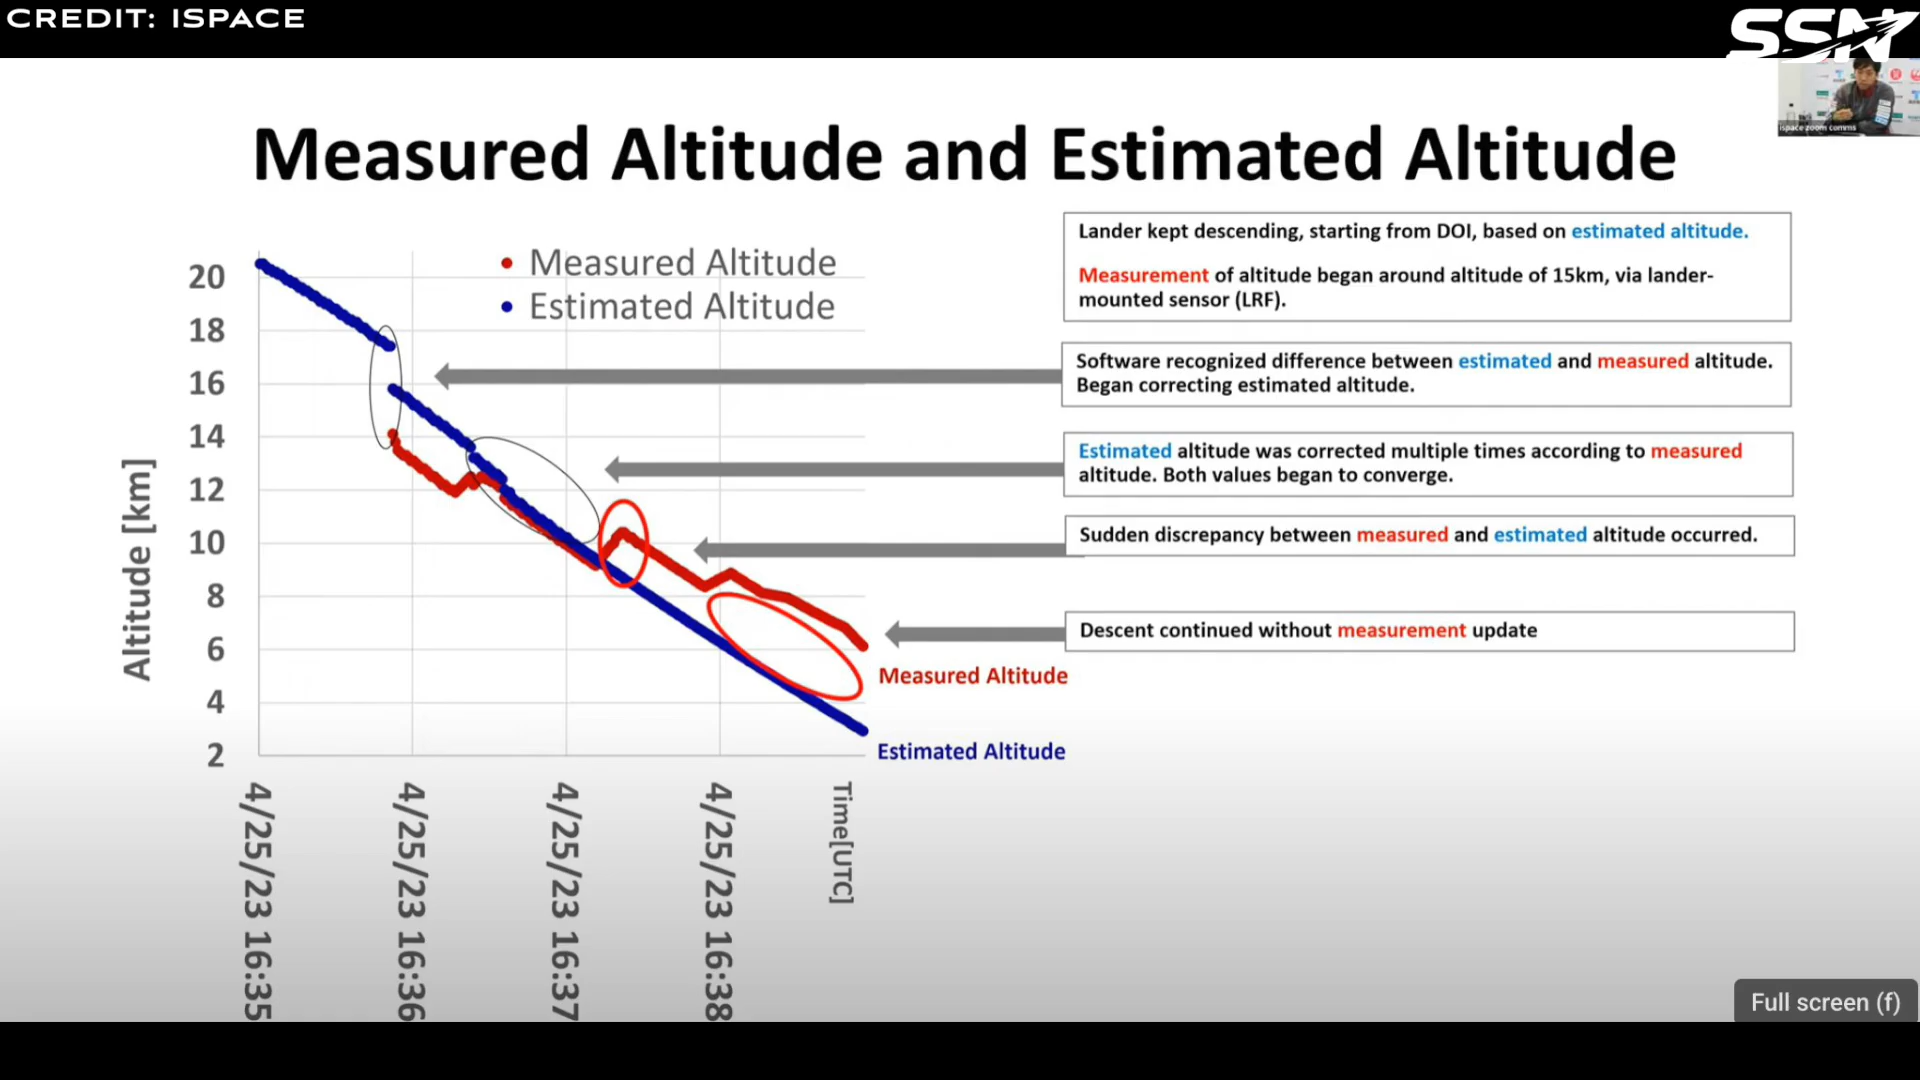 CREDIT: ISPACE
SSN
ispace zoom comms
Measured Altitude and Estimated Altitude
Measured Altitude
Estimated Altitude
Altitude [km]
20
18
16
14
12
10
8
6
4
2
4/25/23 16:35
4/25/23 16:36
4/25/23 16:37
4/25/23 16:38
Time[UTC]
Measured Altitude
Estimated Altitude
Lander kept descending, starting from DOI, based on estimated altitude.
Measurement of altitude began around altitude of 15km, via lander-
mounted sensor (LRF).
Software recognized difference between estimated and measured altitude.
Began correcting estimated altitude.
Estimated altitude was corrected multiple times according to measured
altitude. Both values began to converge.
Sudden discrepancy between measured and estimated altitude occurred.
Descent continued without measurement update
Full screen (f)